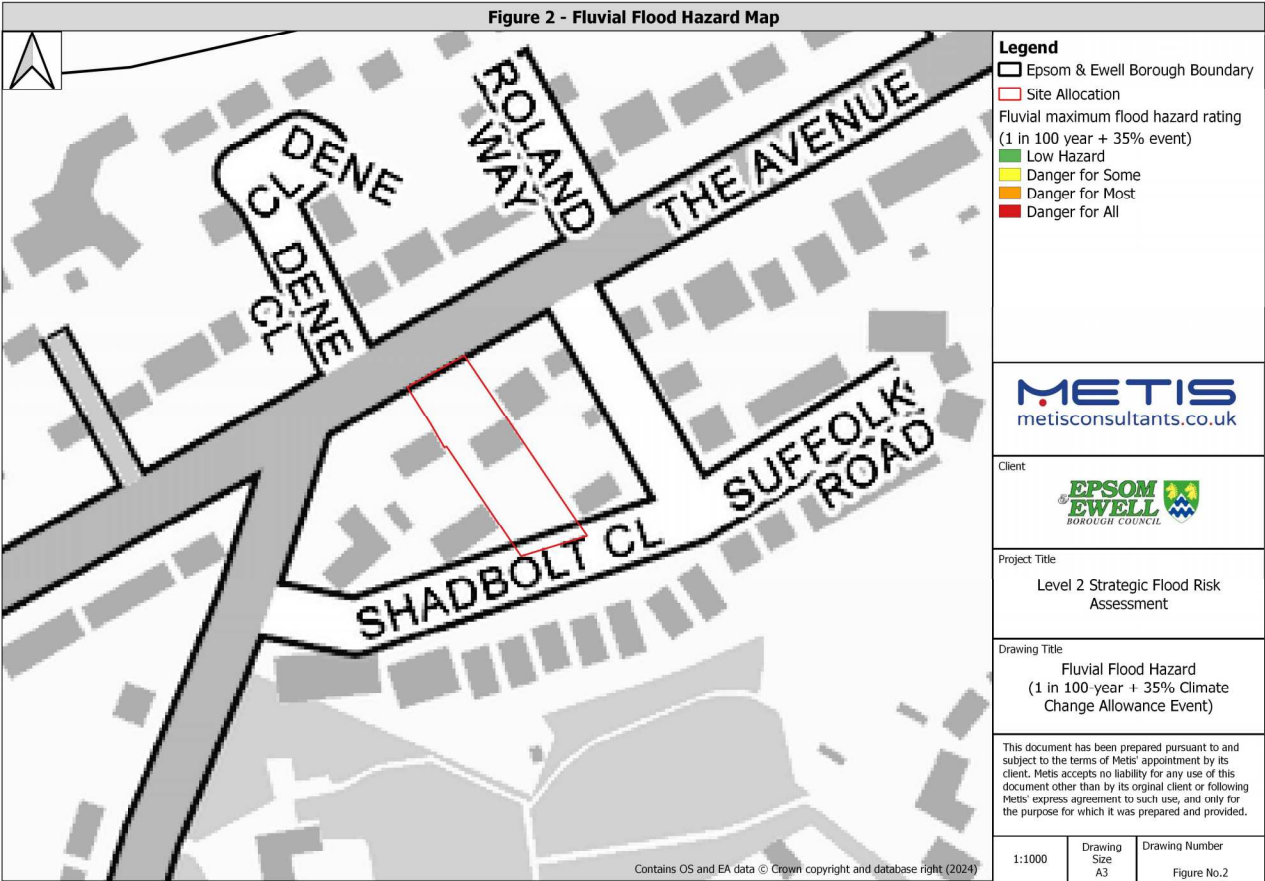 Figure 2 - Fluvial Flood Hazard Map
DENE
CL
DENE
CL
ROLAND
WAY
THE AVENUE
SUFFOLK
ROAD
SHADBOLT CL
Contains OS and EA data © Crown copyright and database right (2024)
Legend
Epsom & Ewell Borough Boundary
Site Allocation
Fluvial maximum flood hazard rating
(1 in 100 year + 35% event)
Low Hazard
Danger for Some
Danger for Most
Danger for All
METIS
metisconsultants.co.uk
Client
EPSOM
& EWELL
BOROUGH COUNCIL
Project Title
Level 2 Strategic Flood Risk
Assessment
Drawing Title
Fluvial Flood Hazard
(1 in 100-year + 35% Climate
Change Allowance Event)
This document has been prepared pursuant to and
subject to the terms of Metis' appointment by its
client. Metis accepts no liability for any use of this
document other than by its orginal client or following
Metis' express agreement to such use, and only for
the purpose for which it was prepared and provided.
1:1000
Drawing
Size
A3
Drawing Number
Figure No.2